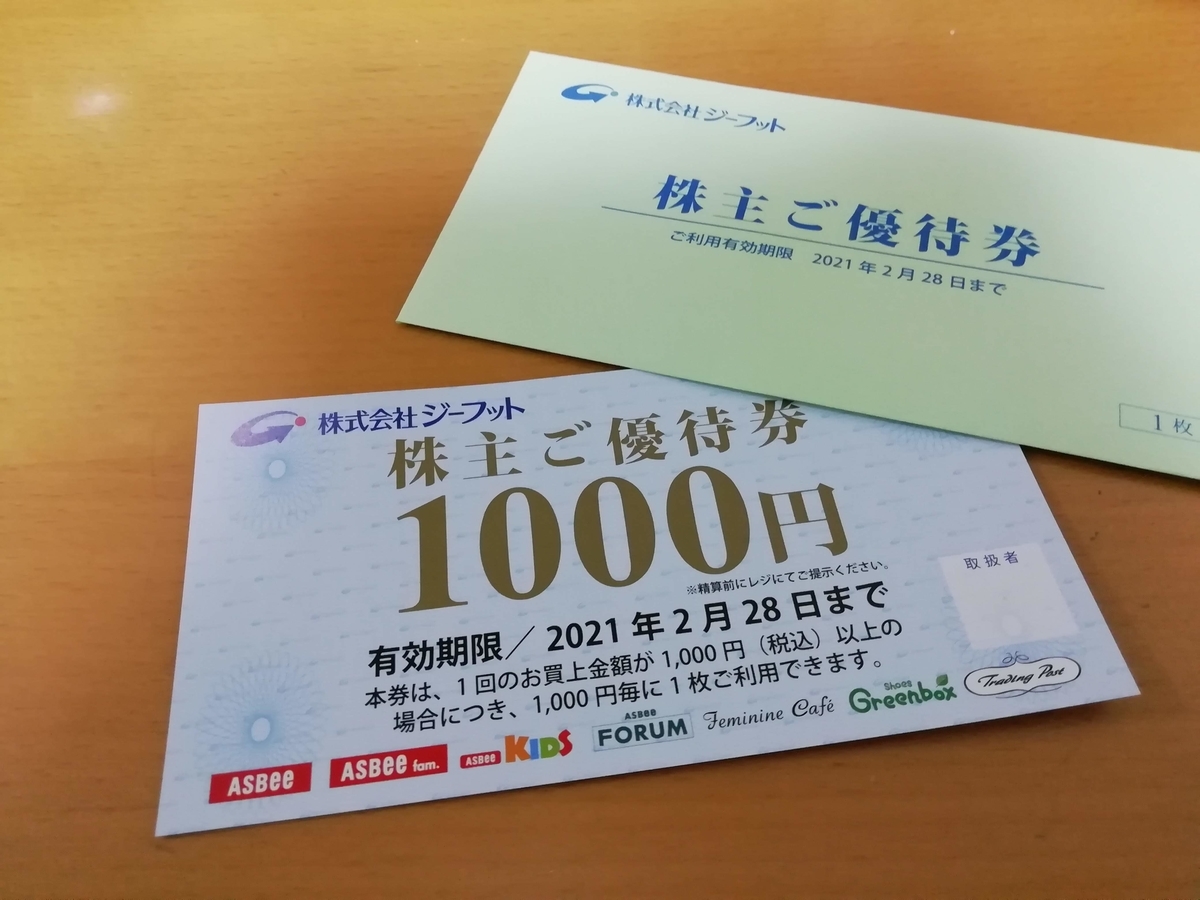 株式会社ジーフット
株主ご優待券
ご利用有効期限 2021年2月28日まで
1枚
株式会社ジーフット
株主ご優待券
1000円
※精算前にレジにてご提示ください。
取扱者
有効期限/2021年2月28日まで
本券は、1回のお買上金額が1,000円(税込)以上の
場合につき、1,000円毎に1枚ご利用できます。
ASBee
ASBee fam.
ASBee KIDS
ASBee FORUM
Feminine Café
Shoes Greenbox
Trading Post